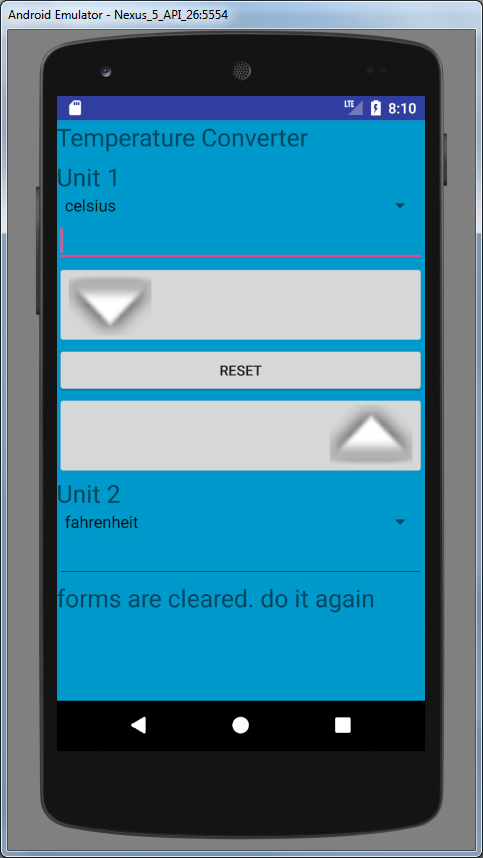 Android Emulator - Nexus_5_API_26:5554
LTE 8:10
Temperature Converter
Unit 1
celsius
RESET
Unit 2
fahrenheit
forms are cleared. do it again